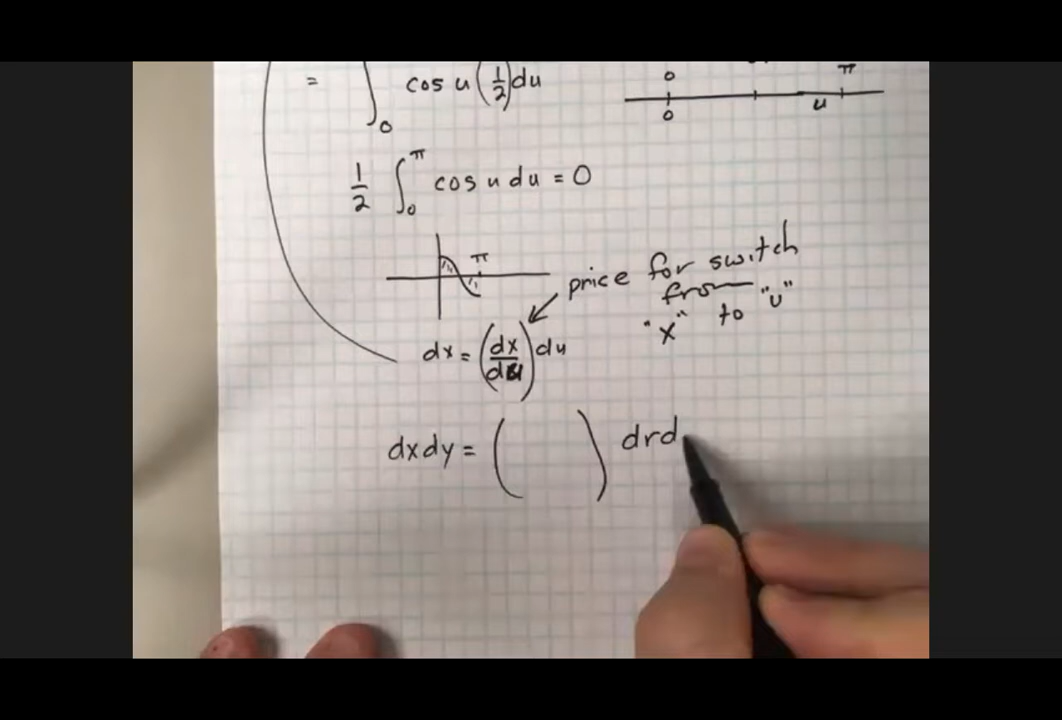 = ∫₀ cos u (1/2) du
0 π
0 u
1/2 ∫₀^π cos u du = 0
π
price for switch
from
"x" to "u"
dx = (dx/du) du
dxdy = ( ) drd